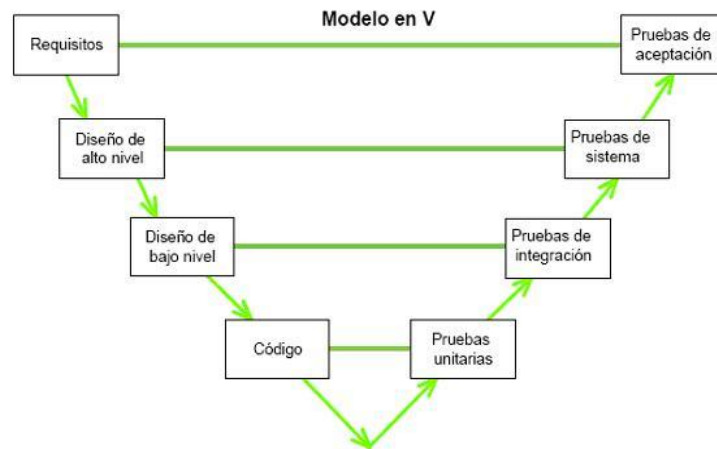 Modelo en V
Requisitos
Pruebas de
aceptación
Diseño de
alto nivel
Pruebas de
sistema
Diseño de
bajo nivel
Pruebas de
integración
Código
Pruebas
unitarias